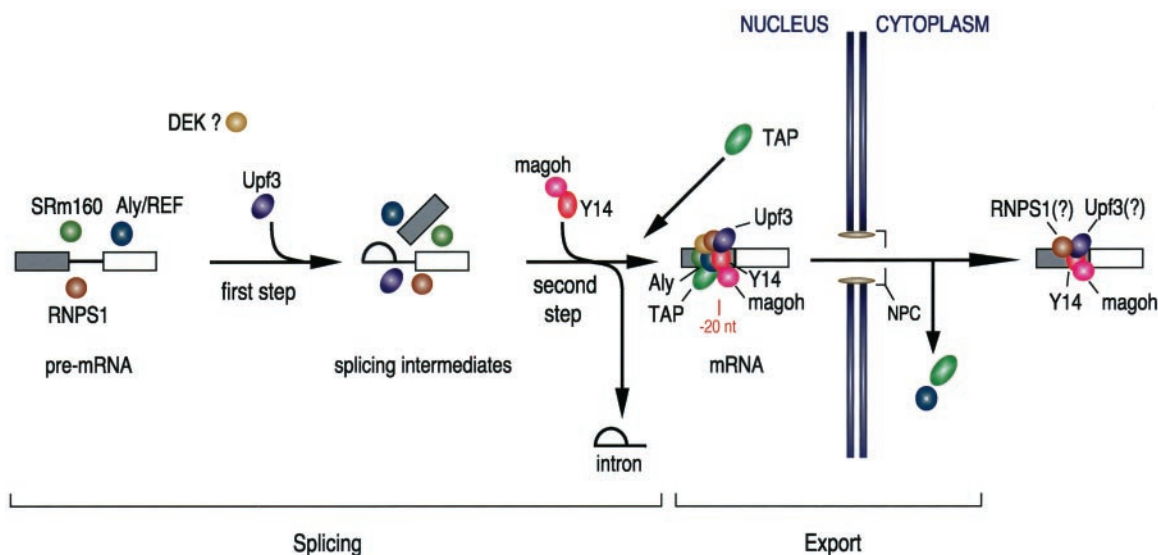 NUCLEUS CYTOPLASM
DEK ?
TAP
magoh
Upf3
Y14
SRm160 Aly/REF
Upf3
RNPS1(?) Upf3(?)
first step
second
step
Aly
Y14
TAP
magoh
-20 nt
NPC
Y14
magoh
RNPS1
pre-mRNA
splicing intermediates
mRNA
intron
Splicing
Export